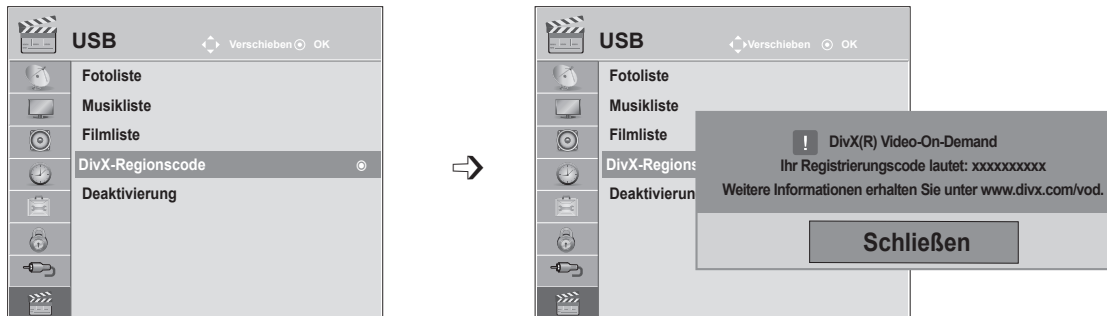 USB
Verschieben OK
Fotoliste
Musikliste
Filmliste
DivX-Regionscode
Deaktivierung
USB
Verschieben OK
Fotoliste
Musikliste
Filmliste
DivX-Regions
Deaktivierun
! DivX(R) Video-On-Demand
Ihr Registrierungscode lautet: xxxxxxxxxx
Weitere Informationen erhalten Sie unter www.divx.com/vod.
Schließen